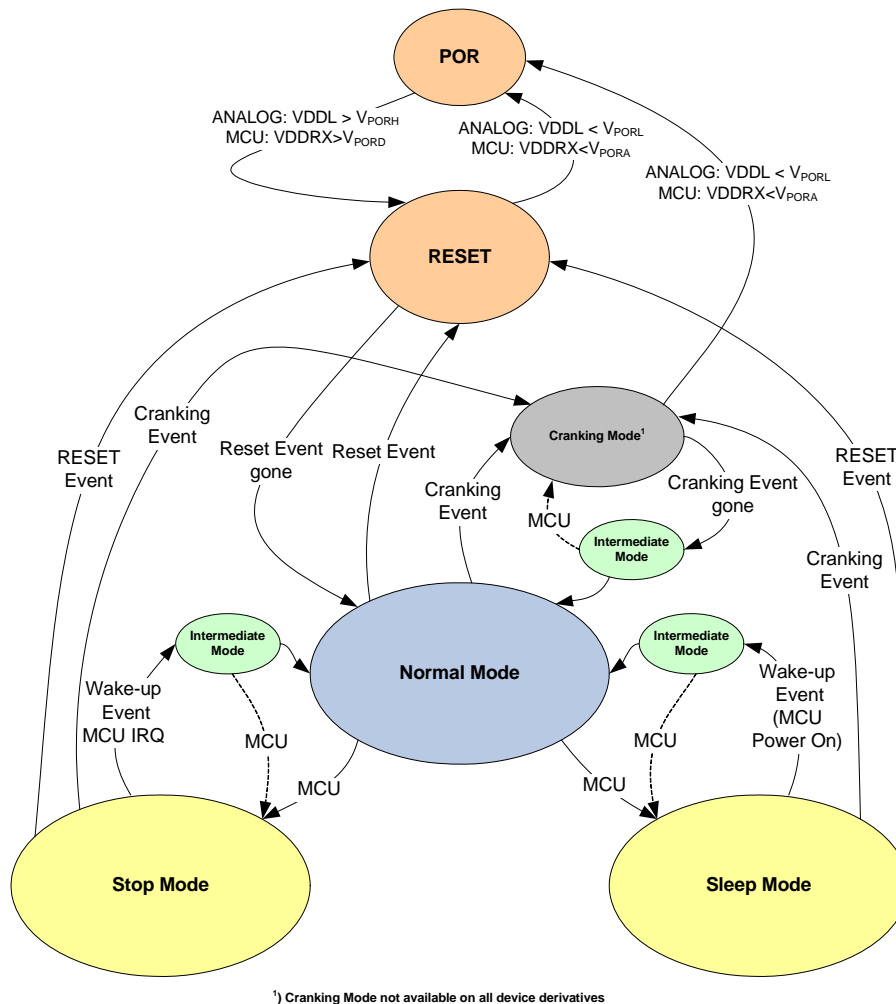 POR
ANALOG: VDDL > VPORH
MCU: VDDRX>VPORD
ANALOG: VDDL < VPORL
MCU: VDDRX<VPORA
ANALOG: VDDL < VPORL
MCU: VDDRX<VPORA
RESET
Cranking
Event
RESET
Event
Reset Event
gone
Reset Event
Cranking
Event
Cranking Mode1
Cranking Event
gone
MCU
Intermediate
Mode
RESET
Event
Cranking
Event
Intermediate
Mode
Normal Mode
Intermediate
Mode
Wake-up
Event
MCU IRQ
MCU
MCU
MCU
MCU
Wake-up
Event
(MCU
Power On)
Stop Mode
Sleep Mode
1) Cranking Mode not available on all device derivatives